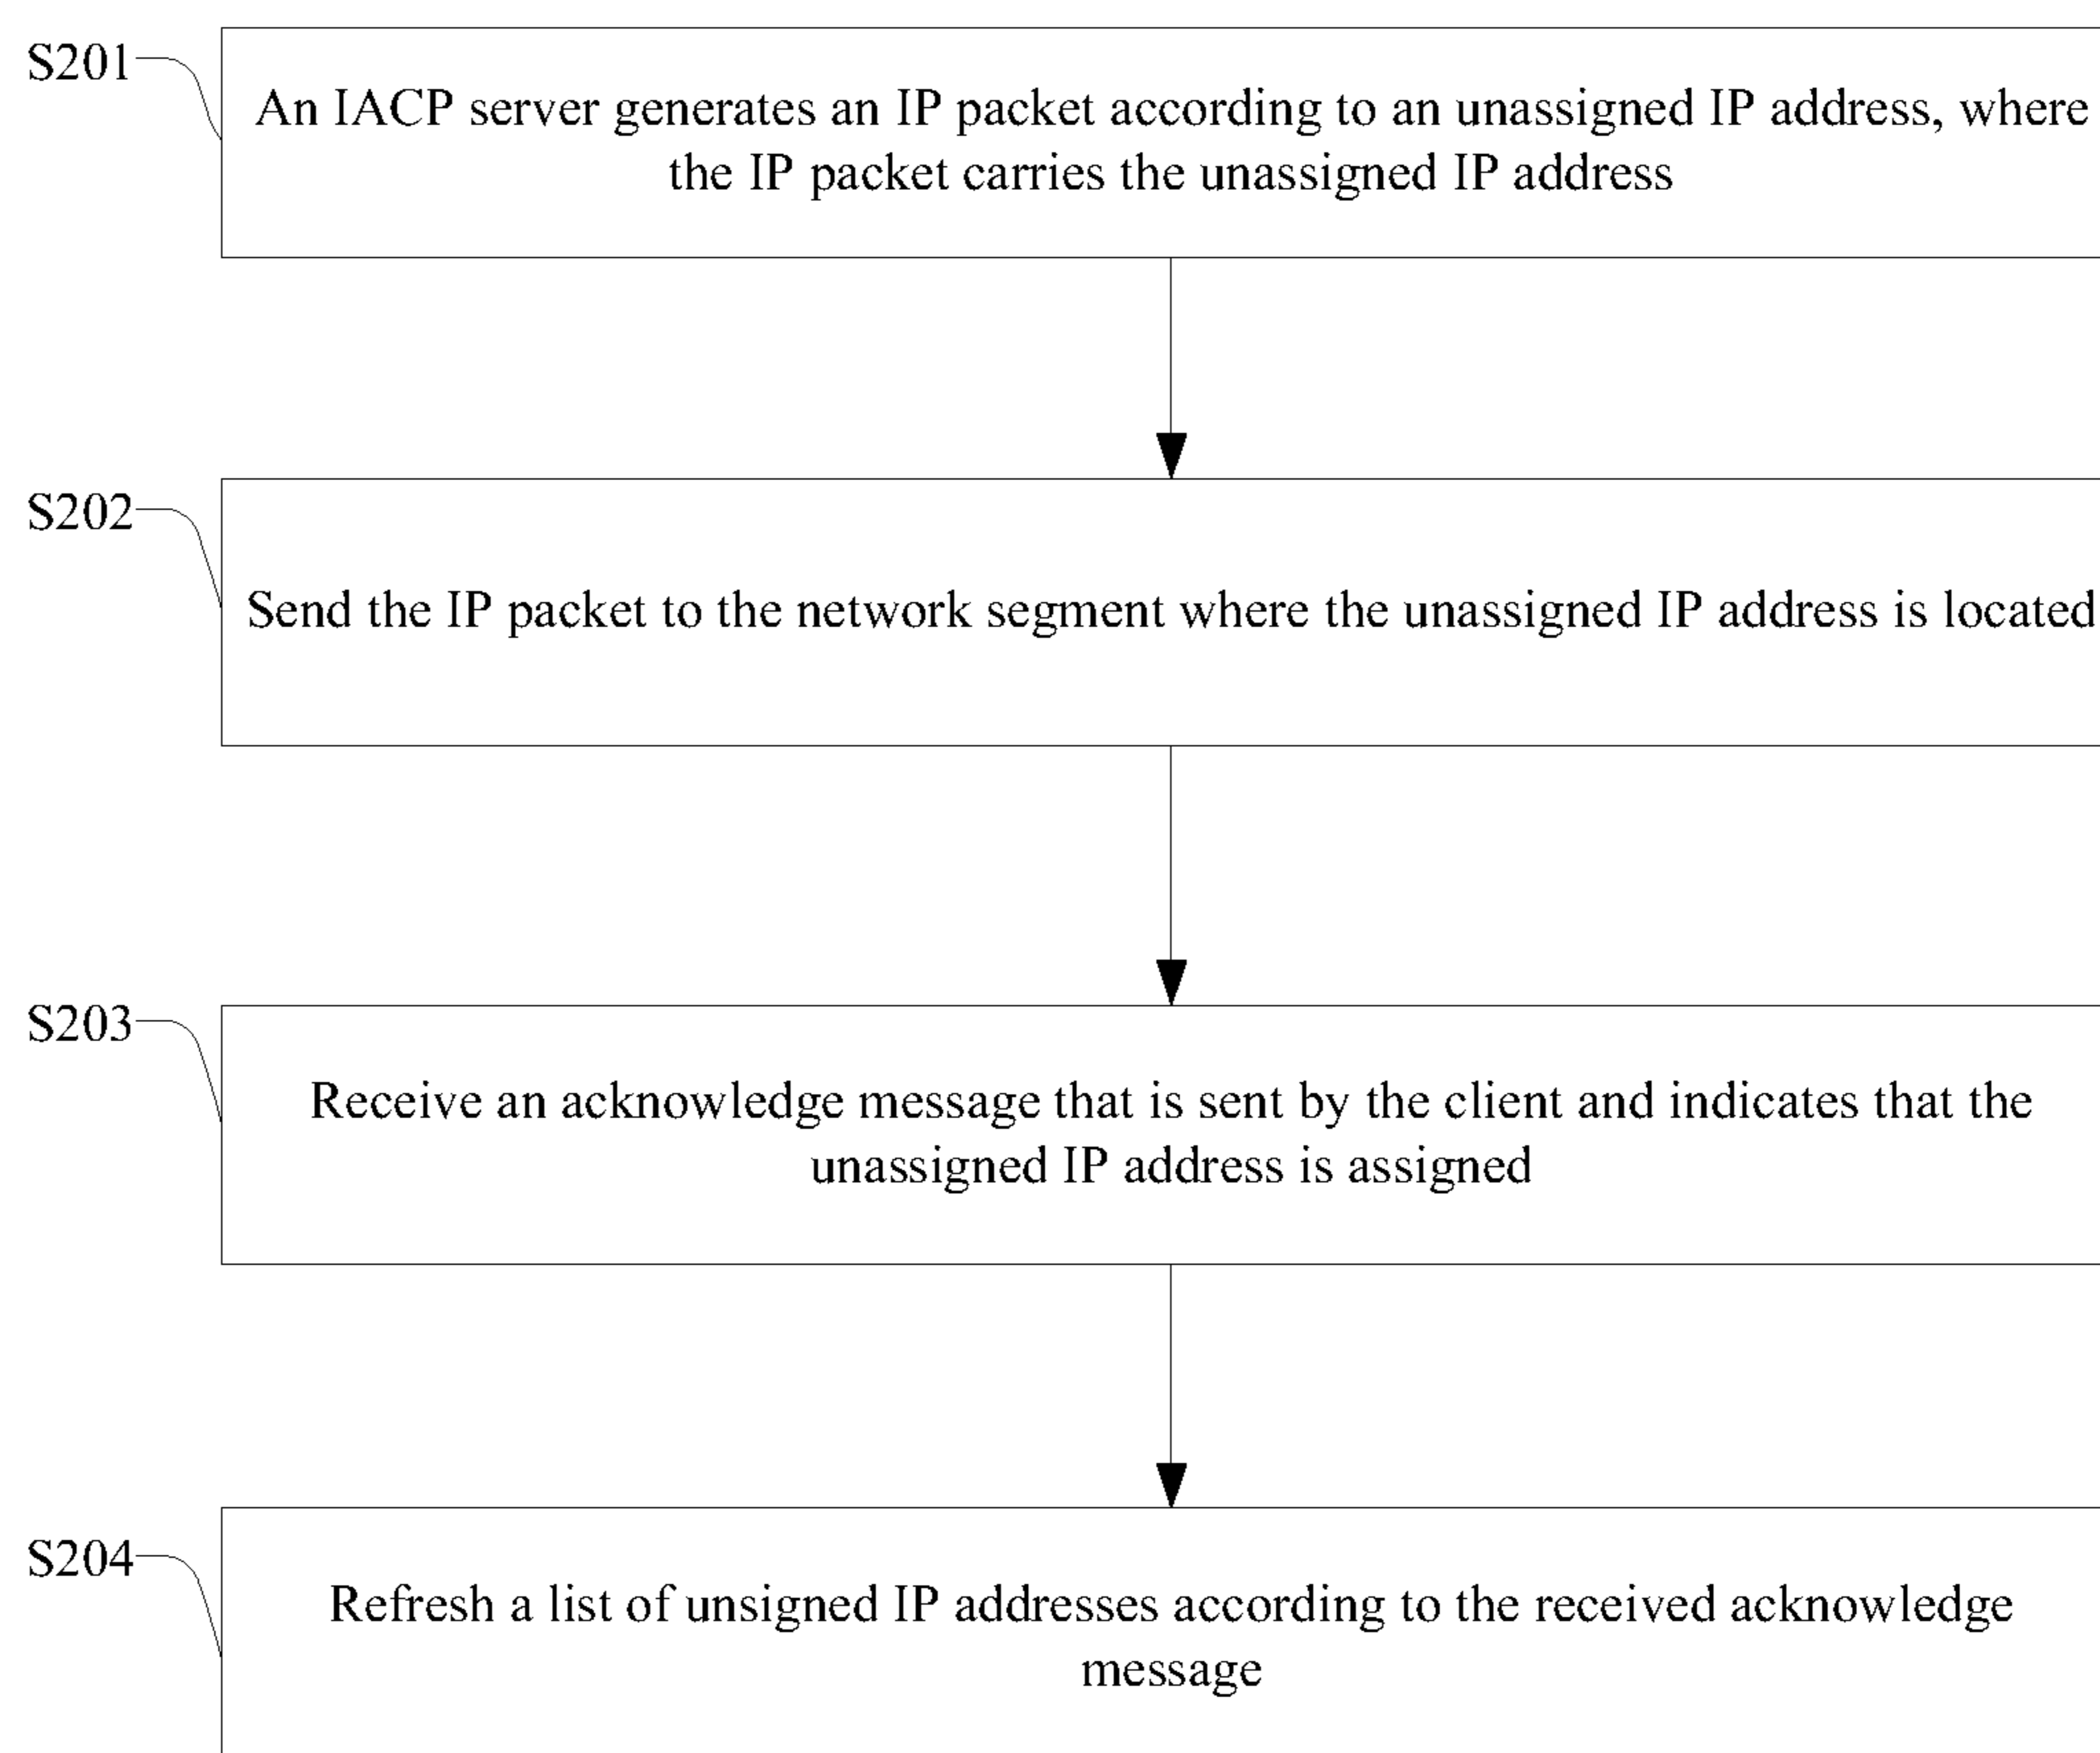 S201
An IACP server generates an IP packet according to an unassigned IP address, where
the IP packet carries the unassigned IP address
S202
Send the IP packet to the network segment where the unassigned IP address is located
S203
Receive an acknowledge message that is sent by the client and indicates that the
unassigned IP address is assigned
S204
Refresh a list of unsigned IP addresses according to the received acknowledge
message